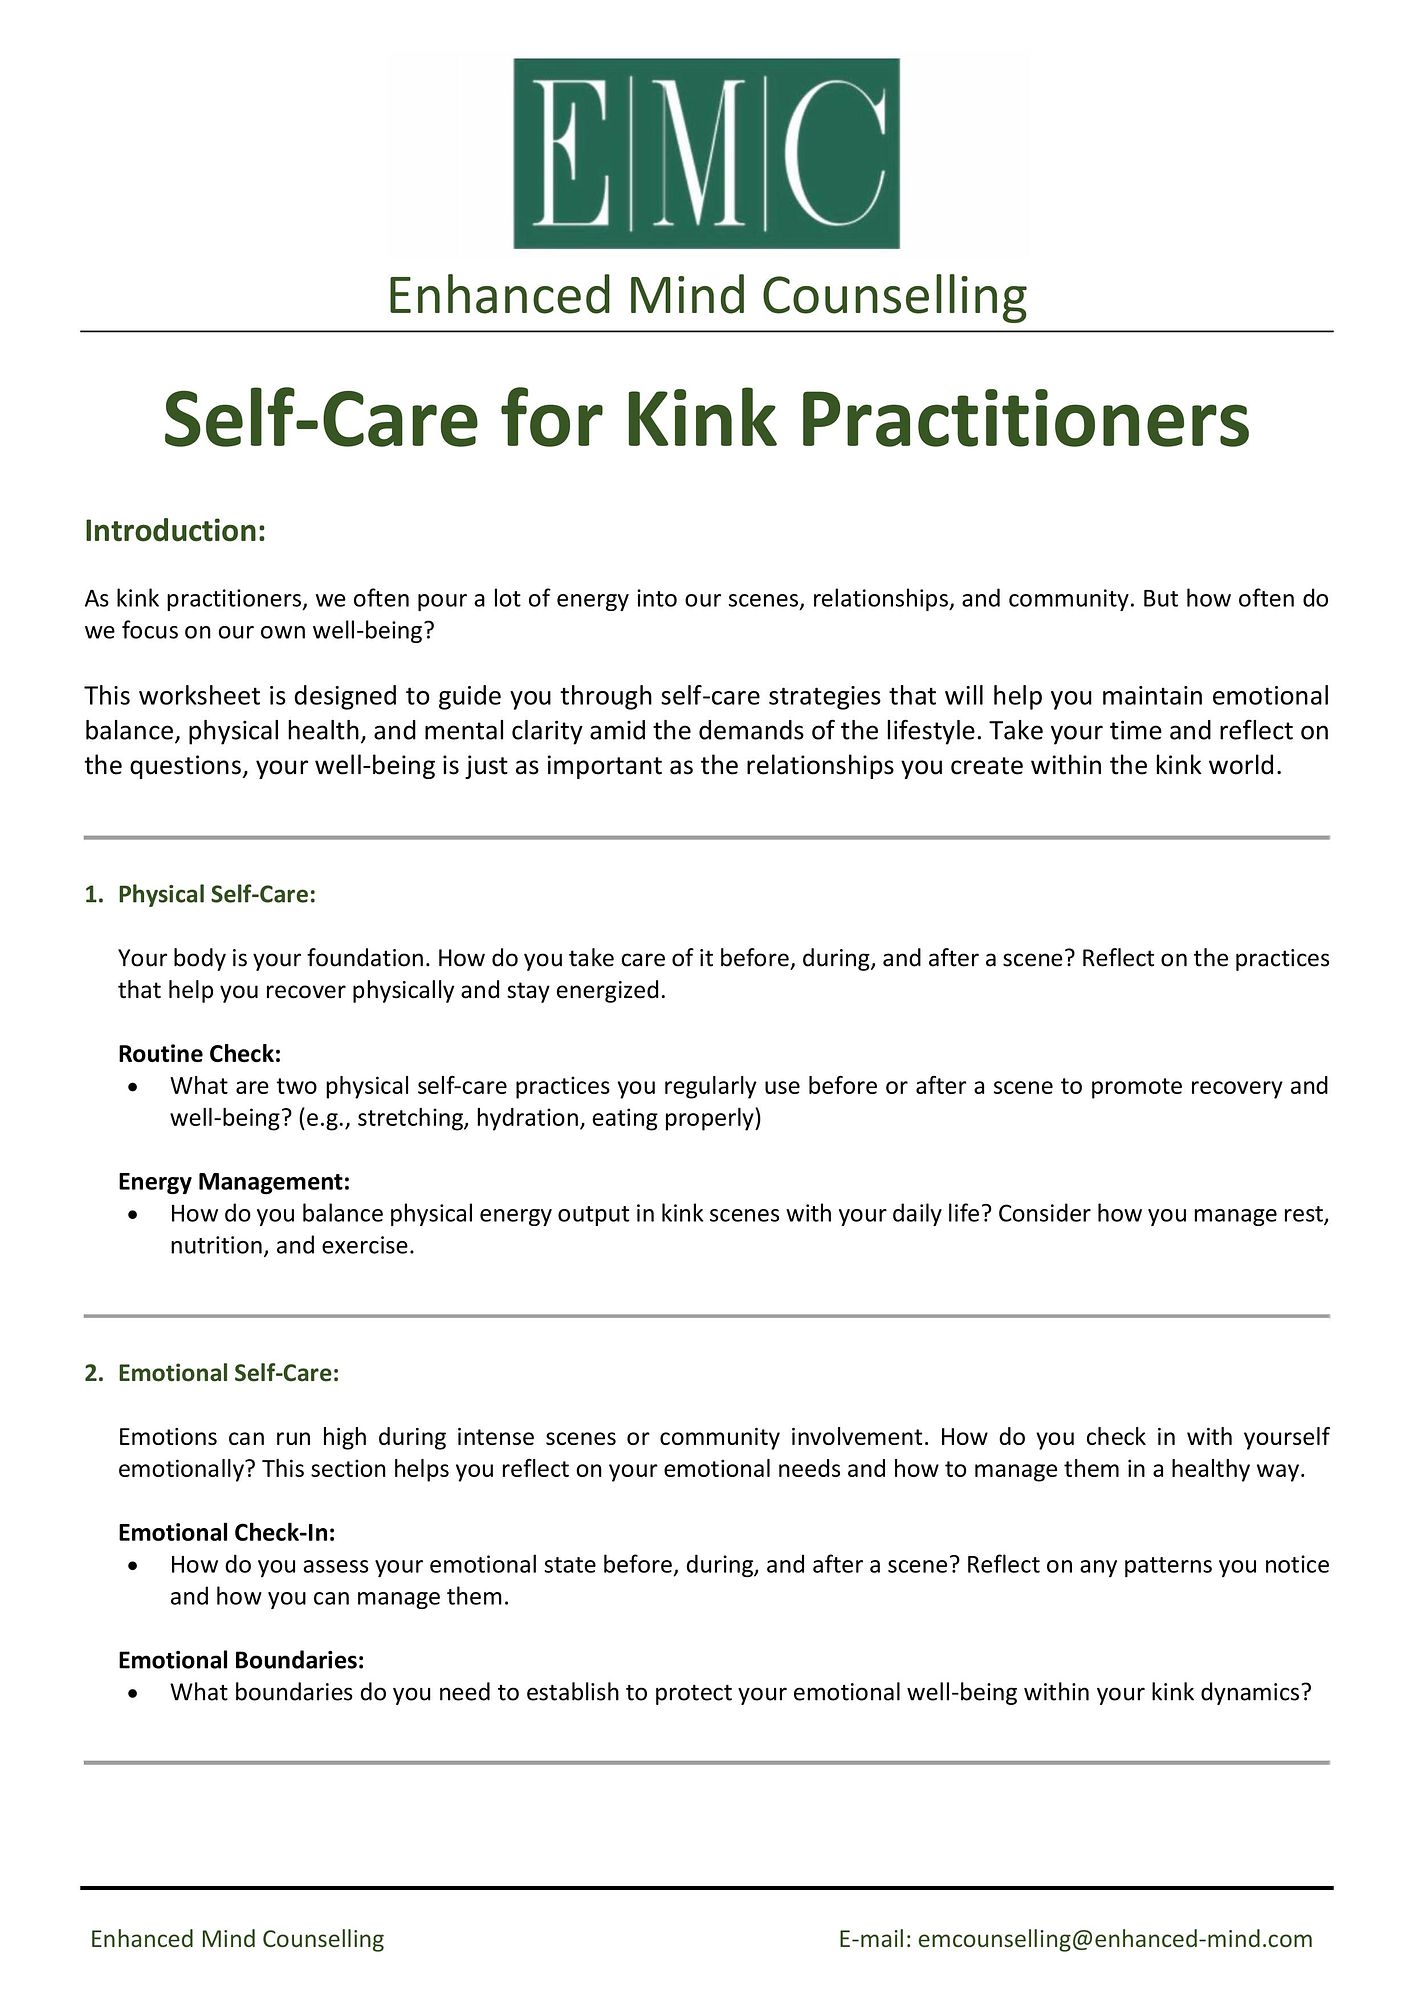 E|M|C
Enhanced Mind Counselling
Self-Care for Kink Practitioners
Introduction:
As kink practitioners, we often pour a lot of energy into our scenes, relationships, and community. But how often do
we focus on our own well-being?
This worksheet is designed to guide you through self-care strategies that will help you maintain emotional
balance, physical health, and mental clarity amid the demands of the lifestyle. Take your time and reflect on
the questions, your well-being is just as important as the relationships you create within the kink world.
1. Physical Self-Care:
Your body is your foundation. How do you take care of it before, during, and after a scene? Reflect on the practices
that help you recover physically and stay energized.
Routine Check:
• What are two physical self-care practices you regularly use before or after a scene to promote recovery and
well-being? (e.g., stretching, hydration, eating properly)
Energy Management:
• How do you balance physical energy output in kink scenes with your daily life? Consider how you manage rest,
nutrition, and exercise.
2. Emotional Self-Care:
Emotions can run high during intense scenes or community involvement. How do you check in with yourself
emotionally? This section helps you reflect on your emotional needs and how to manage them in a healthy way.
Emotional Check-In:
• How do you assess your emotional state before, during, and after a scene? Reflect on any patterns you notice
and how you can manage them.
Emotional Boundaries:
• What boundaries do you need to establish to protect your emotional well-being within your kink dynamics?
Enhanced Mind Counselling E-mail: emcounselling@enhanced-mind.com